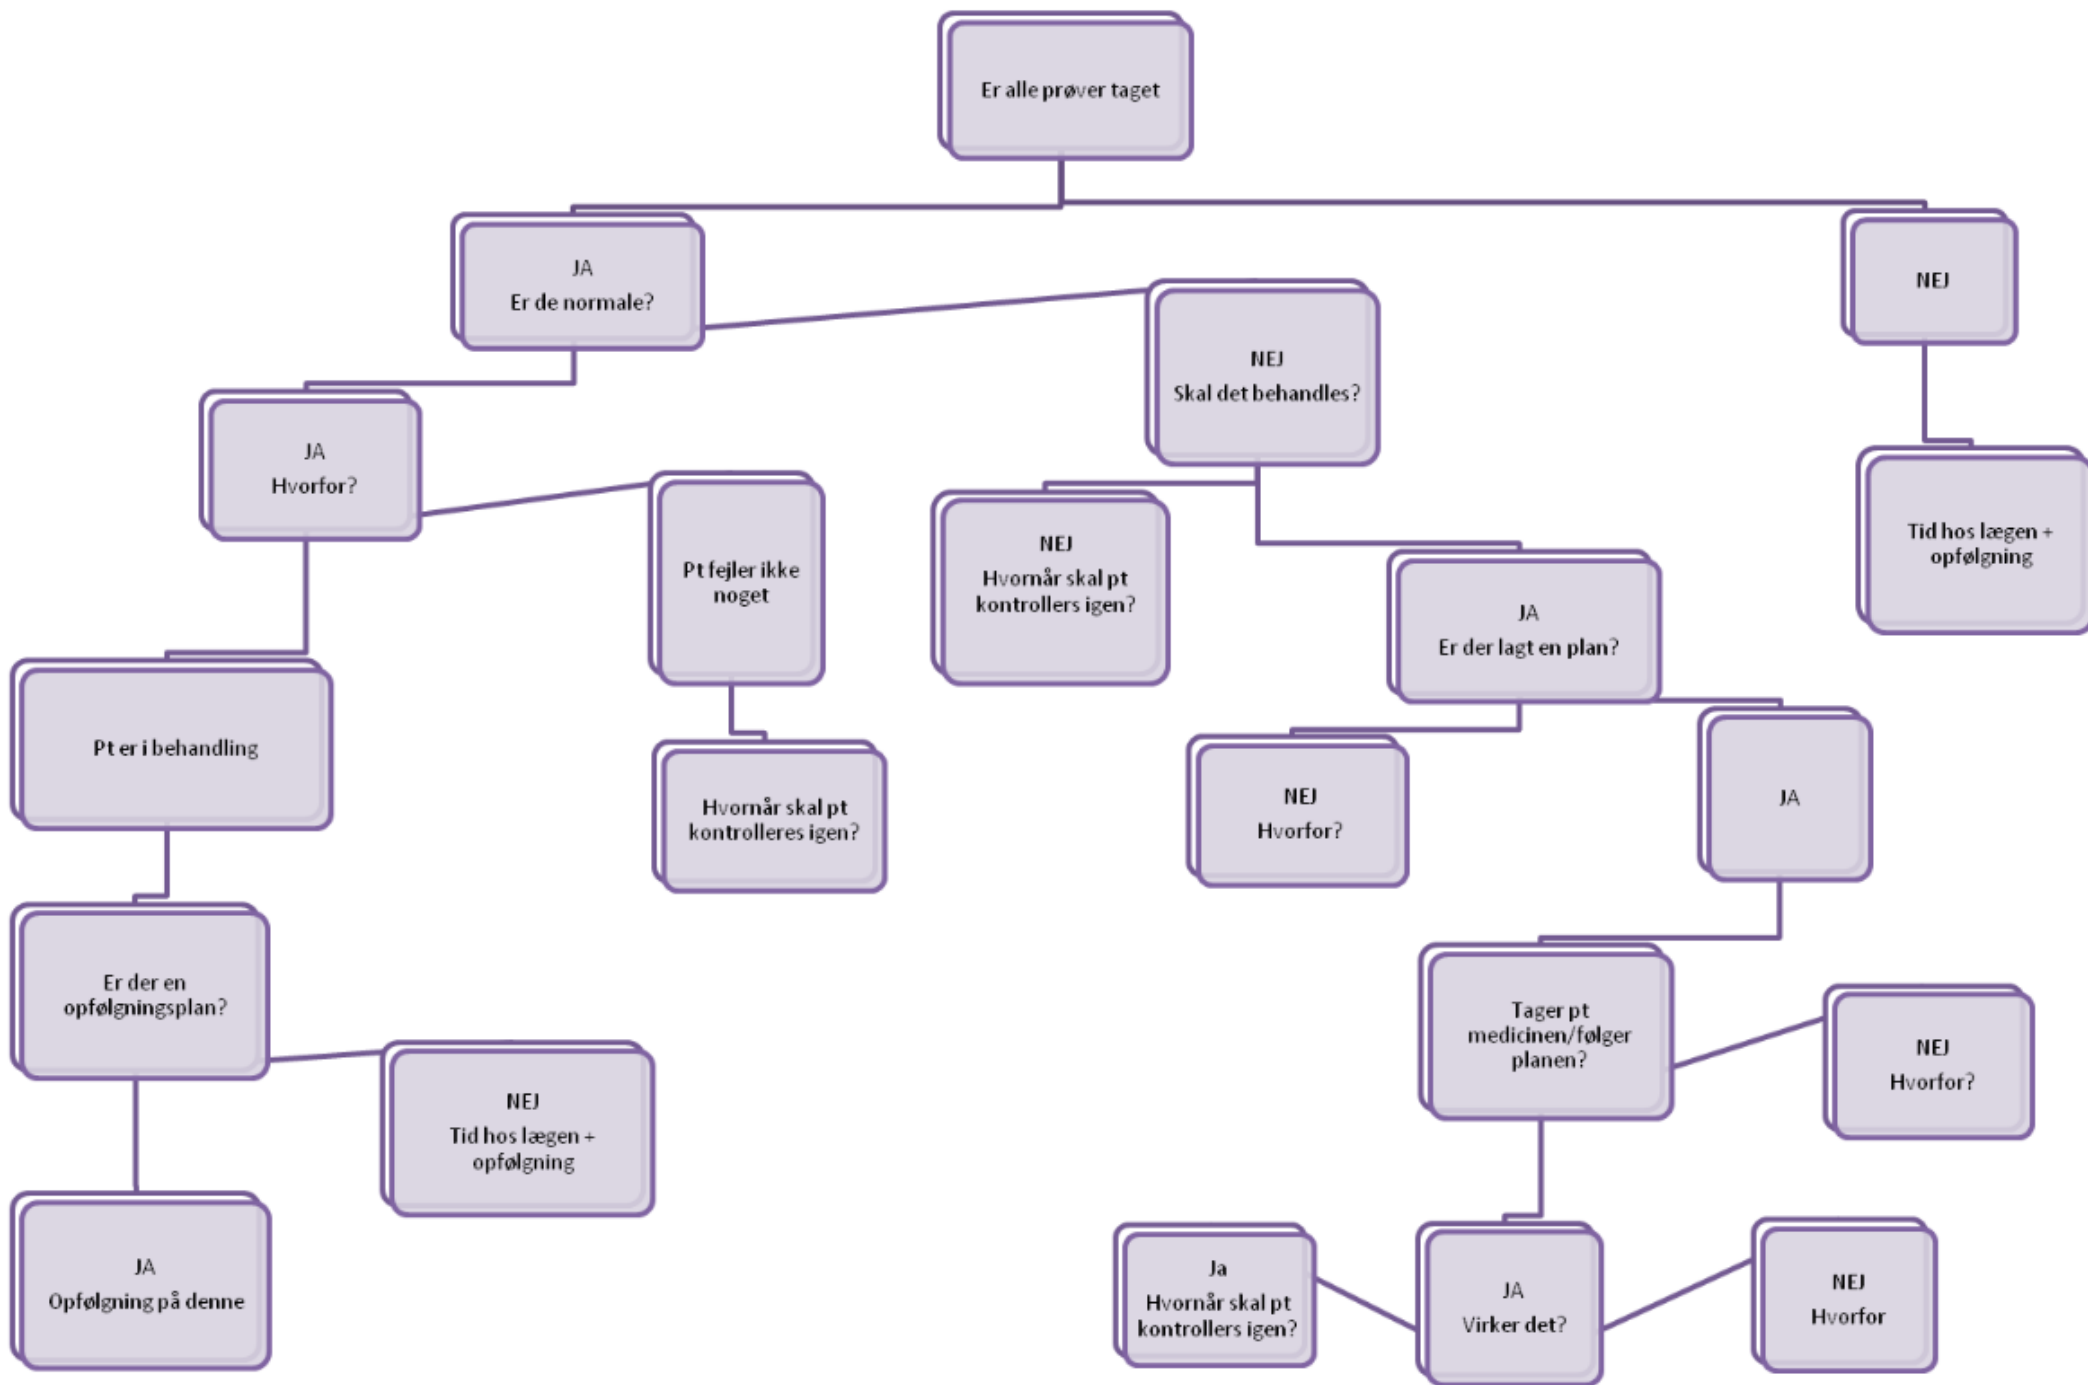 Er alle prøver taget
JA
Er de normale?
NEJ
NEJ
Skal det behandles?
JA
Hvorfor?
Pt fejler ikke
noget
NEJ
Hvornår skal pt
kontrollers igen?
JA
Er der lagt en plan?
Tid hos lægen +
opfølgning
Pt er i behandling
Hvornår skal pt
kontrolleres igen?
NEJ
Hvorfor?
JA
Er der en
opfølgningsplan?
NEJ
Tid hos lægen +
opfølgning
Tager pt
medicinen/følger
planen?
NEJ
Hvorfor?
JA
Opfølgning på denne
Ja
Hvornår skal pt
kontrollers igen?
JA
Virker det?
NEJ
Hvorfor